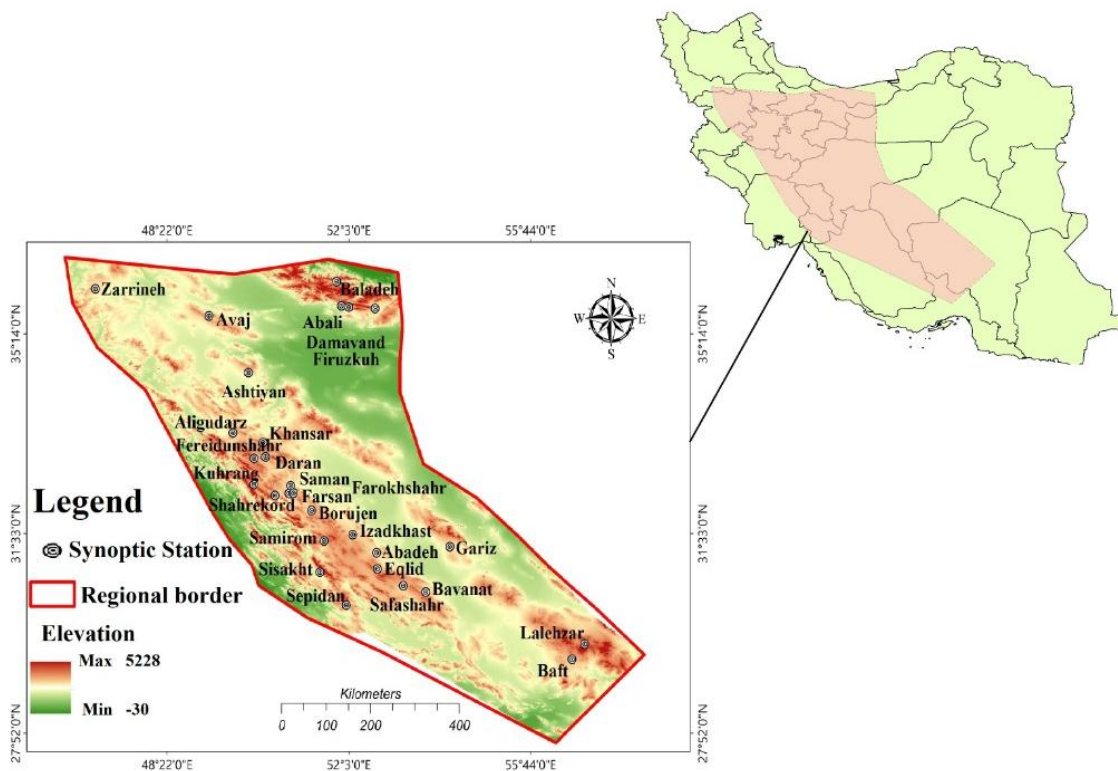 48°22'0"E 52°3'0"E 55°44'0"E
35°14'0"N
31°33'0"N
27°52'0"N
35°14'0"N
31°33'0"N
27°52'0"N
48°22'0"E 52°3'0"E 55°44'0"E
N
W E
S
Zarrineh
Baladeh
Avaj
Abali
Damavand
Firuzkuh
Ashtiyan
Aligudarz
Khansar
Fereidunshahr
Daran
Kuhrang
Saman
Farokhshahr
Shahrekord
Farsan
Borujen
Izadkhast
Samirom
Gariz
Abadeh
Sisakht
Eqlid
Bavanat
Sepidan
Safashahr
Lalehzar
Baft
Legend
Synoptic Station
Regional border
Elevation
Max 5228
Min -30
Kilometers
0 50 100 200 300 400